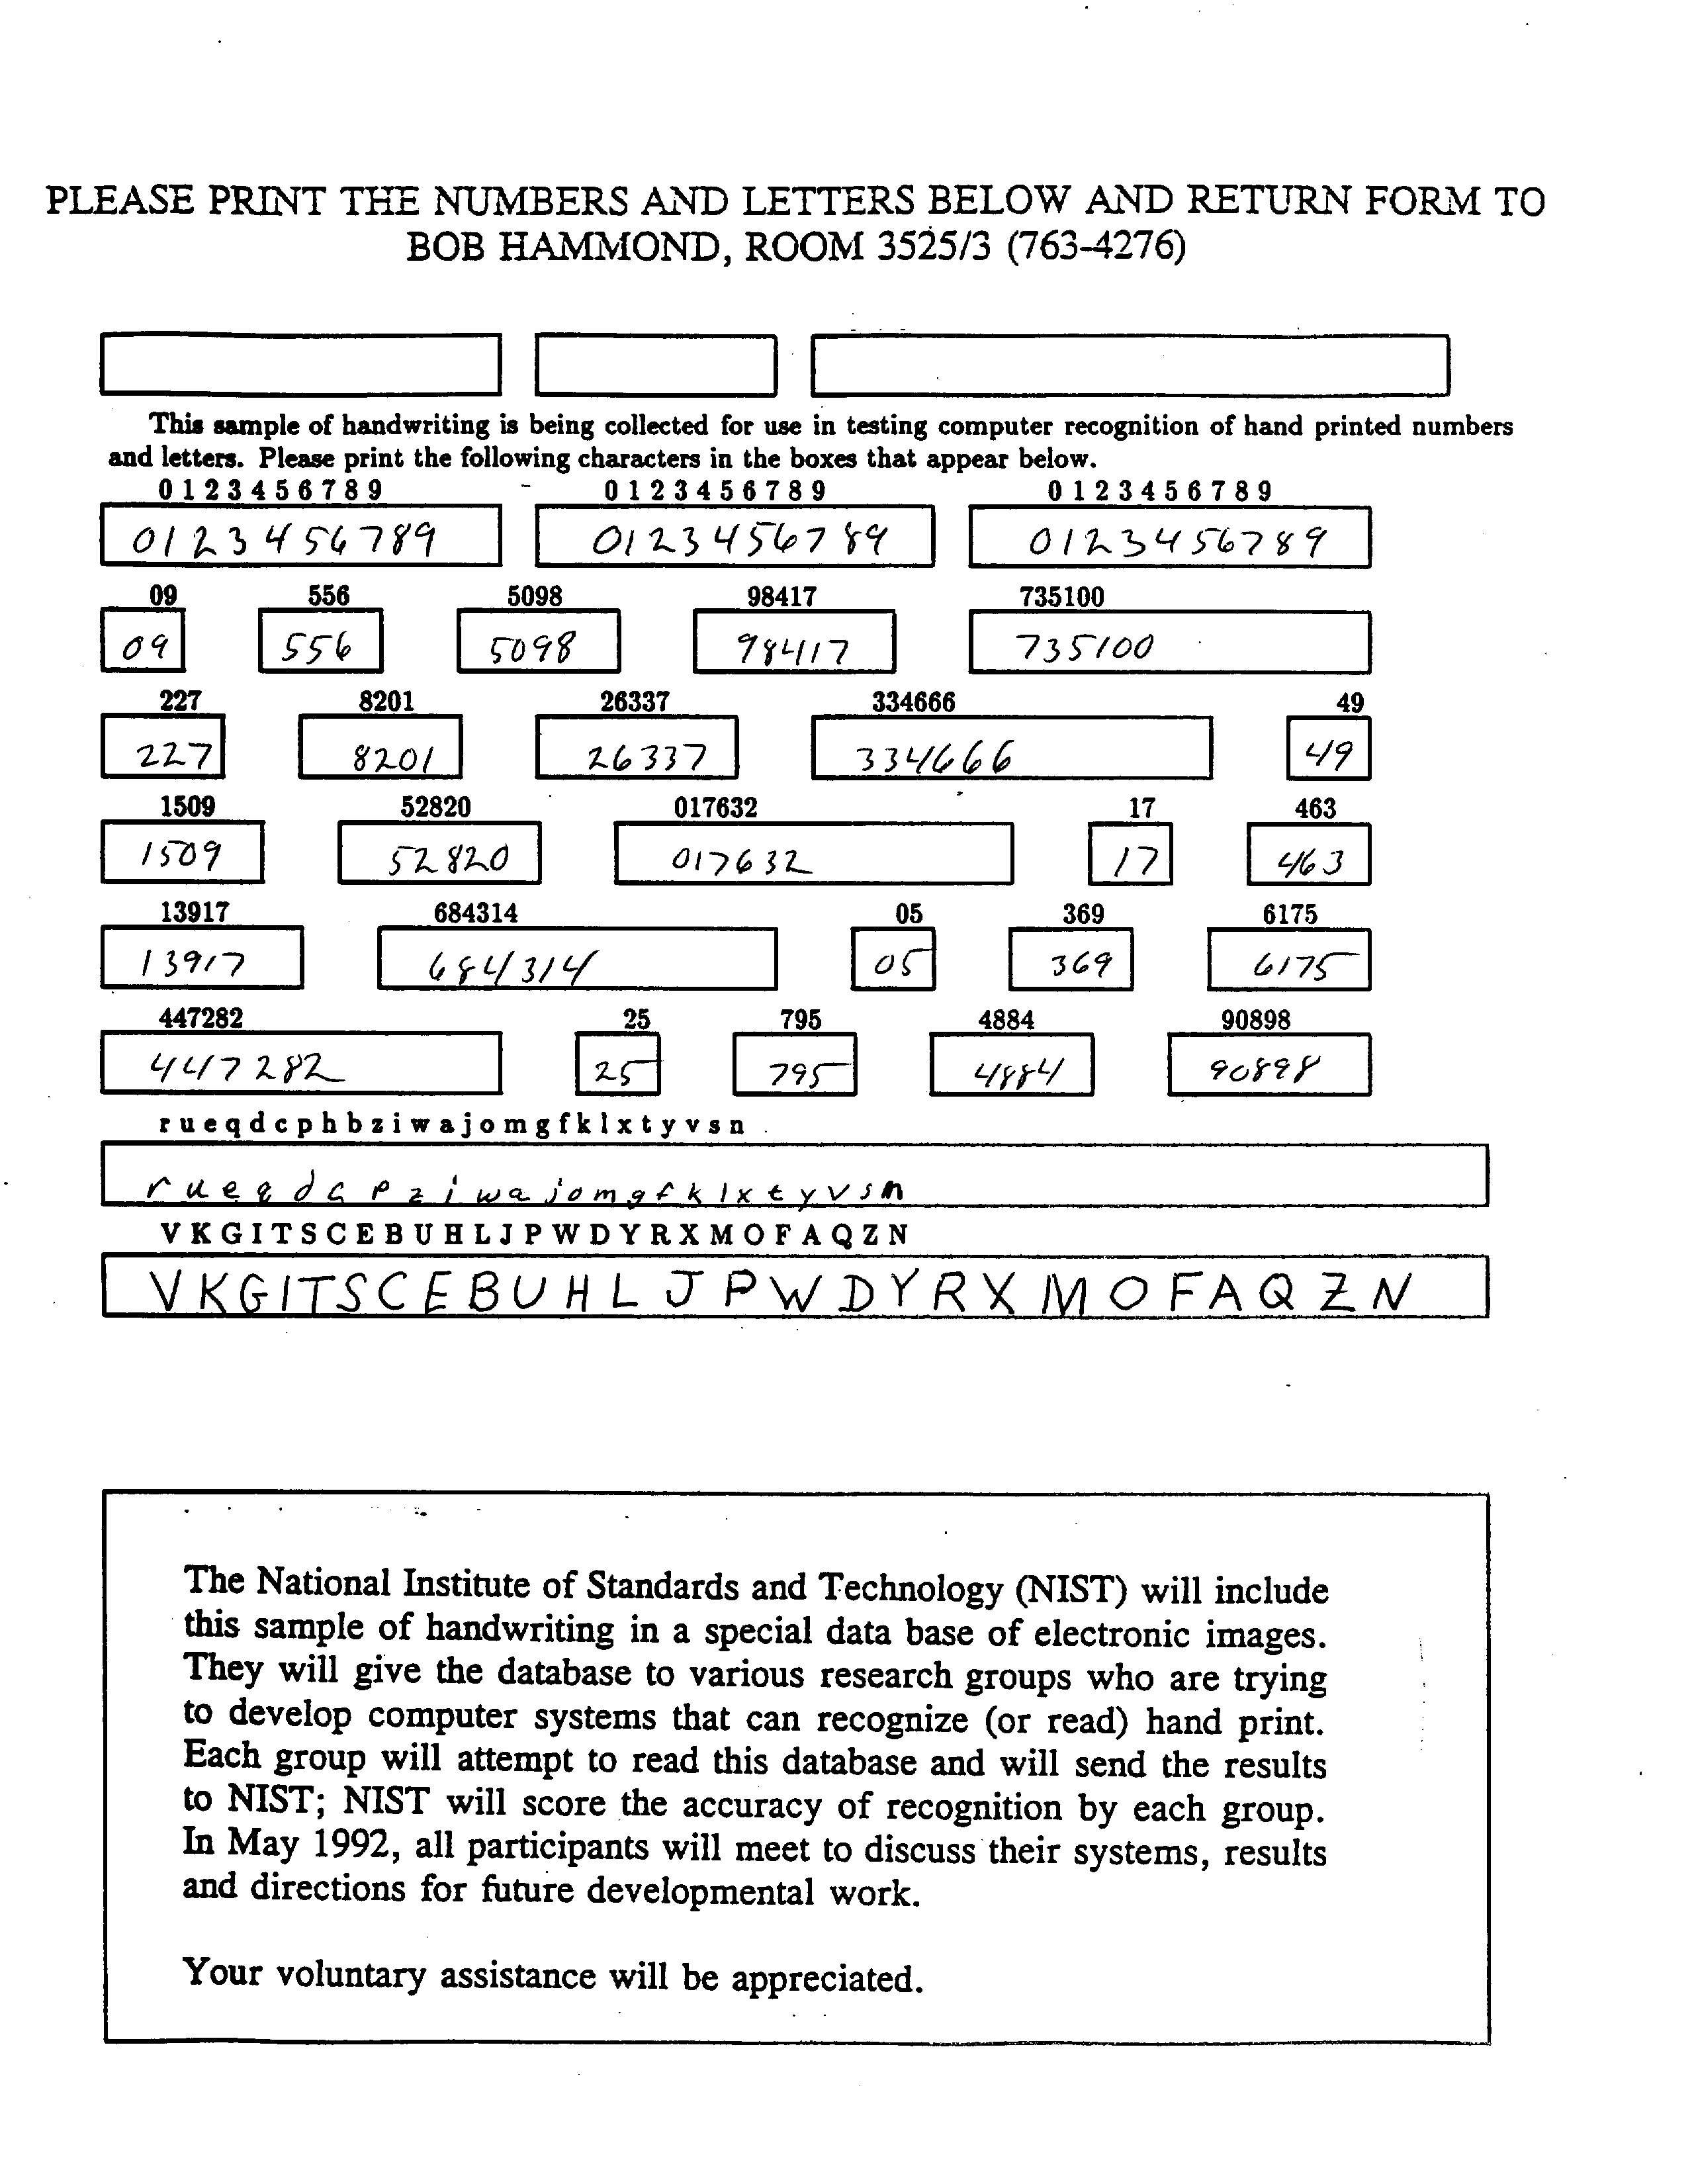 PLEASE PRINT THE NUMBERS AND LETTERS BELOW AND RETURN FORM TO
BOB HAMMOND, ROOM 3525/3 (763-4276)
This sample of handwriting is being collected for use in testing computer recognition of hand printed numbers
and letters. Please print the following characters in the boxes that appear below.
0 1 2 3 4 5 6 7 8 9 0 1 2 3 4 5 6 7 8 9 0 1 2 3 4 5 6 7 8 9
0123456789 0123456789 0123456789
09 556 5098 98417 735100
09 556 5098 98417 735100
227 8201 26337 334666 49
227 8201 26337 334666 49
1509 52820 017632 17 463
1509 52820 017632 17 463
13917 684314 05 369 6175
13917 684314 05 369 6175
447282 25 795 4884 90898
447282 25 795 4884 90898
r u e q d c p h b z i w a j o m g f k l x t y v s n
r u e q d c p z i w a j o m g f k l x t y v s n
V K G I T S C E B U H L J P W D Y R X M O F A Q Z N
V K G I T S C E B U H L J P W D Y R X M O F A Q Z N
The National Institute of Standards and Technology (NIST) will include
this sample of handwriting in a special data base of electronic images.
They will give the database to various research groups who are trying
to develop computer systems that can recognize (or read) hand print.
Each group will attempt to read this database and will send the results
to NIST; NIST will score the accuracy of recognition by each group.
In May 1992, all participants will meet to discuss their systems, results
and directions for future developmental work.
Your voluntary assistance will be appreciated.